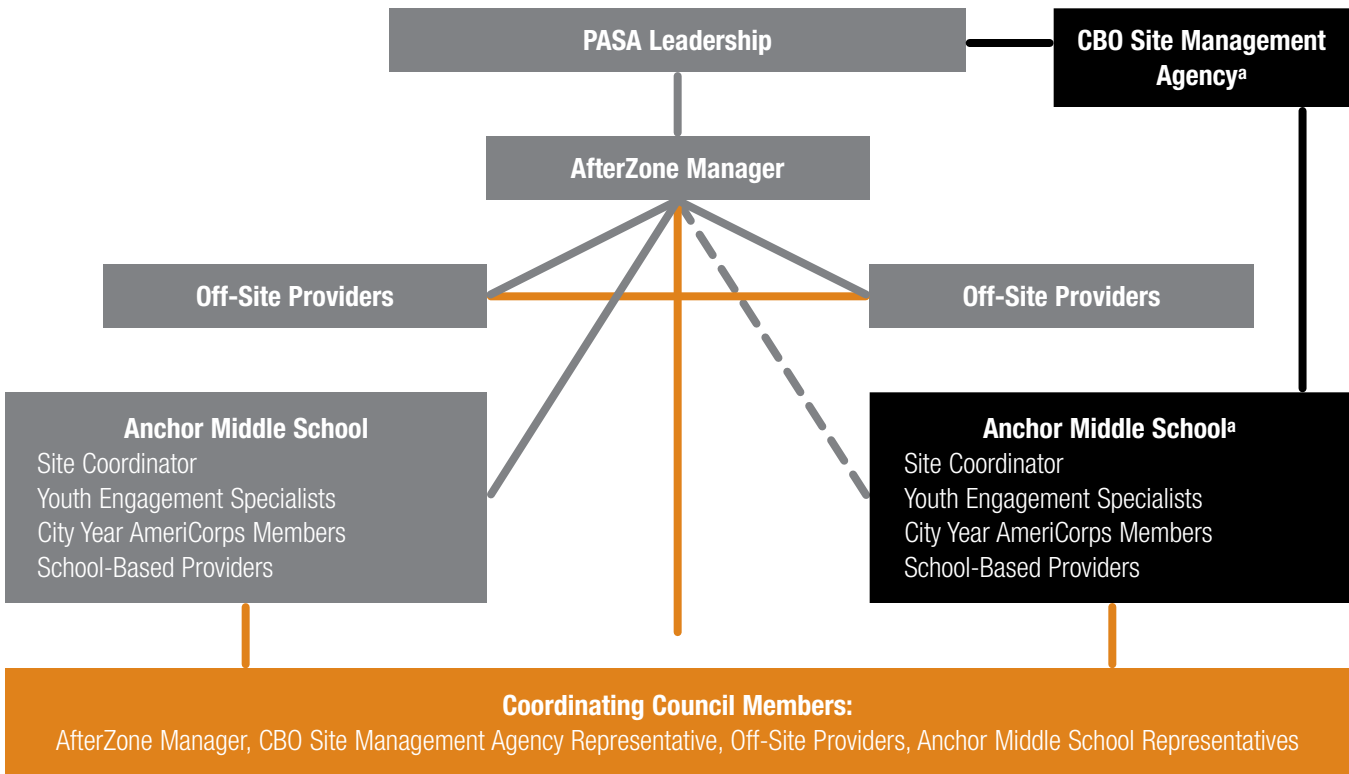 PASA Leadership
CBO Site Management
Agencyᵃ
AfterZone Manager
Off-Site Providers
Off-Site Providers
Anchor Middle School
Site Coordinator
Youth Engagement Specialists
City Year AmeriCorps Members
School-Based Providers
Anchor Middle Schoolᵃ
Site Coordinator
Youth Engagement Specialists
City Year AmeriCorps Members
School-Based Providers
Coordinating Council Members:
AfterZone Manager, CBO Site Management Agency Representative, Off-Site Providers, Anchor Middle School Representatives